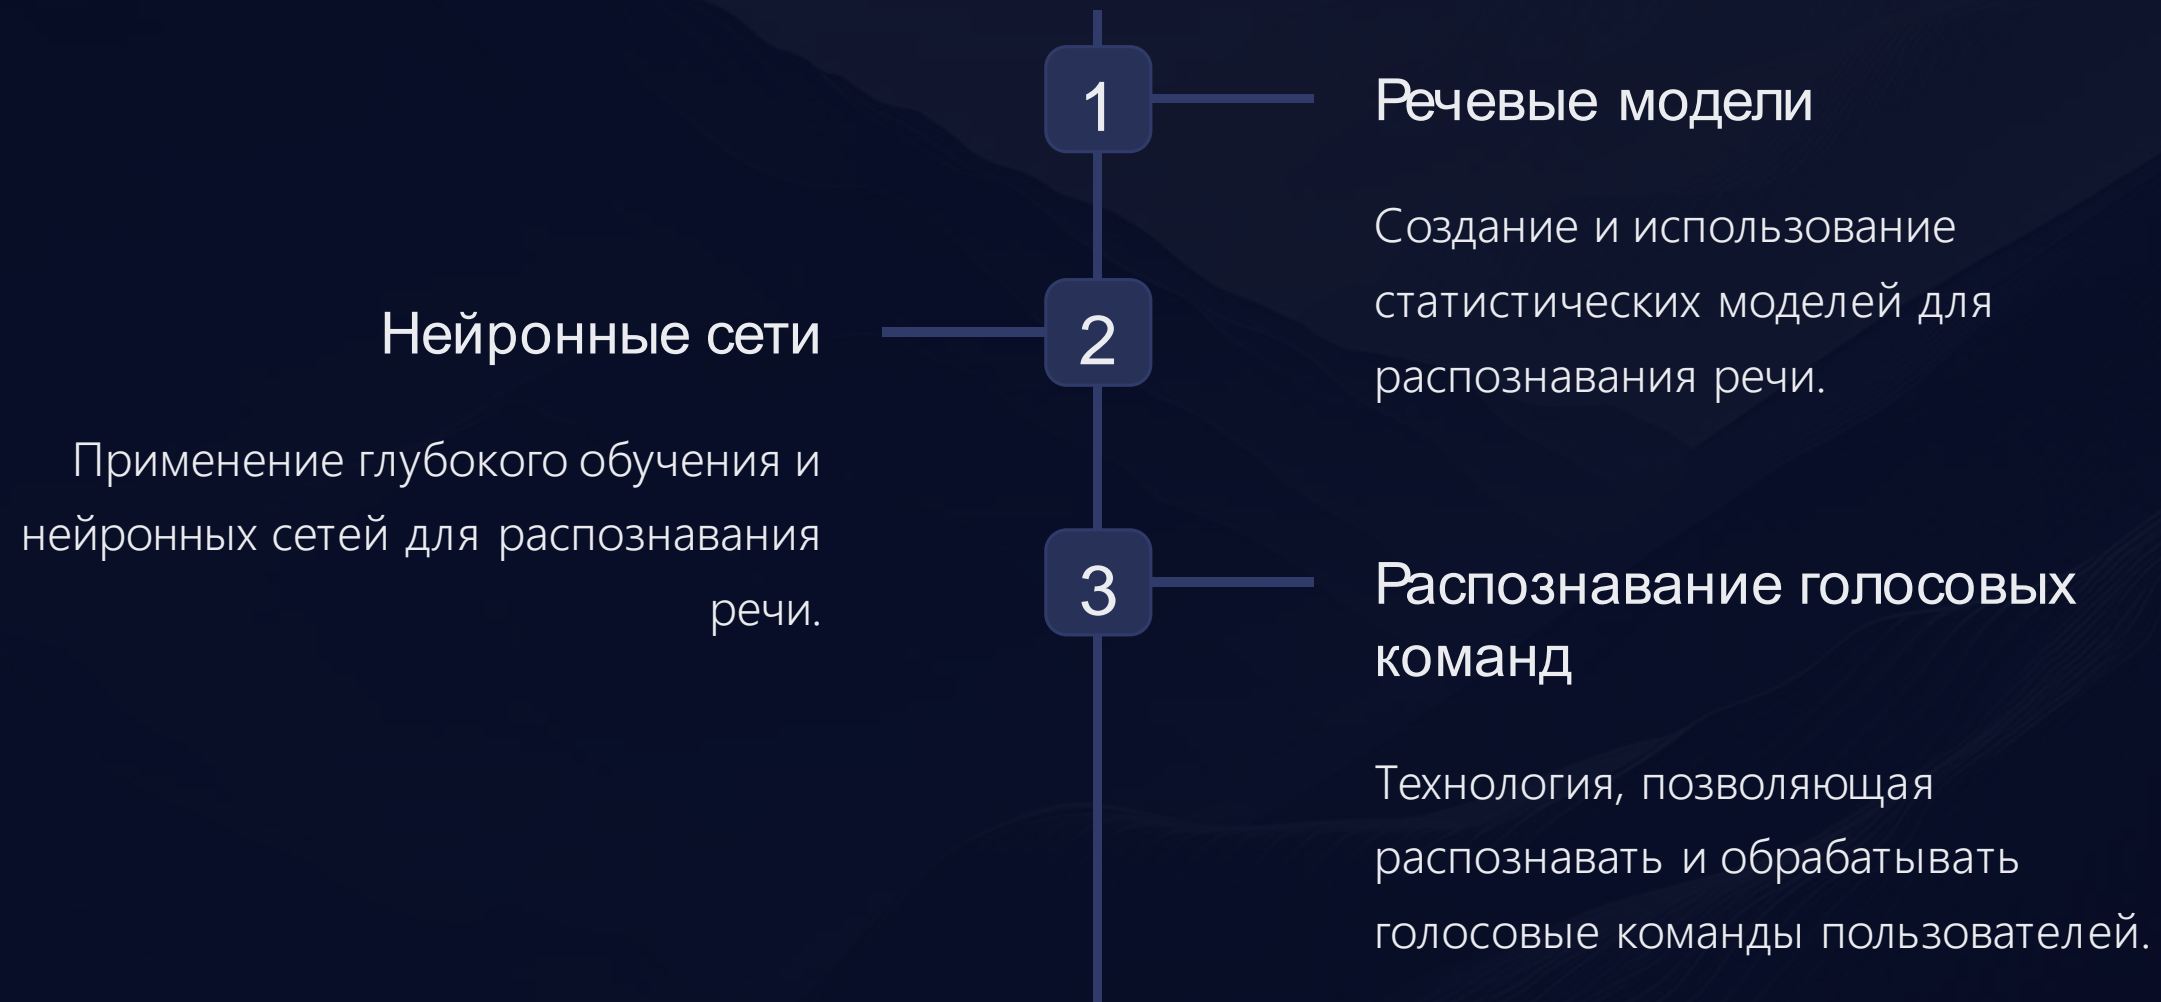 1
Речевые модели
Создание и использование
статистических моделей для
распознавания речи.
2
Нейронные сети
Применение глубокого обучения и
нейронных сетей для распознавания
речи.
3
Распознавание голосовых
команд
Технология, позволяющая
распознавать и обрабатывать
голосовые команды пользователей.